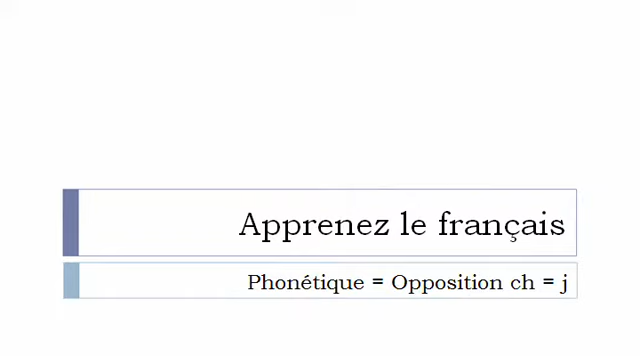 Apprenez le français
Phonétique = Opposition ch = j